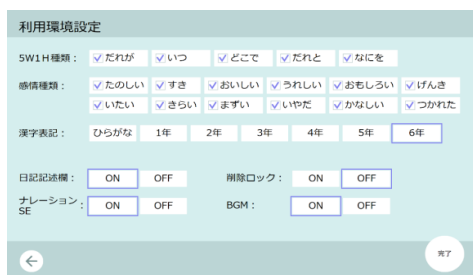 利用環境設定
5W1H種類： だれが いつ どこで だれと なにを
感情種類： たのしい すき おいしい うれしい おもしろい げんき
いたい きらい まずい いやだ かなしい つかれた
漢字表記： ひらがな 1年 2年 3年 4年 5年 6年
日記記述欄： ON OFF 削除ロック： ON OFF
ナレーション SE ： ON OFF BGM： ON OFF
完了